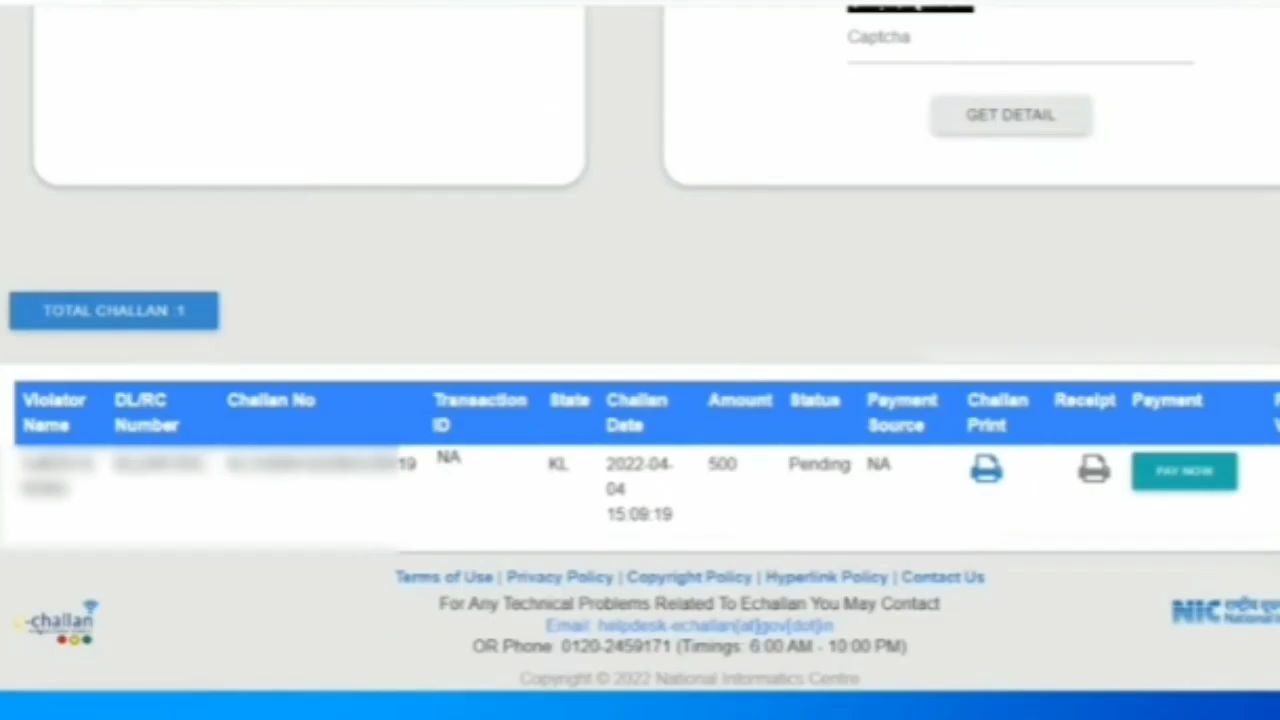 Captcha
GET DETAIL
TOTAL CHALLAN :1
Violator Name DL/RC Number Challan No Transaction ID State Challan Date Amount Status Payment Source Challan Print Receipt Payment
19 NA KL 2022-04-04 15:09:19 500 Pending NA PAY NOW
Terms of Use | Privacy Policy | Copyright Policy | Hyperlink Policy | Contact Us
For Any Technical Problems Related To Echallan You May Contact
Email: helpdesk-echallan[at]gov[dot]in
OR Phone: 0120-2459171 (Timings: 6:00 AM - 10:00 PM)
Copyright © 2022 National Informatics Centre
-challan
NIC